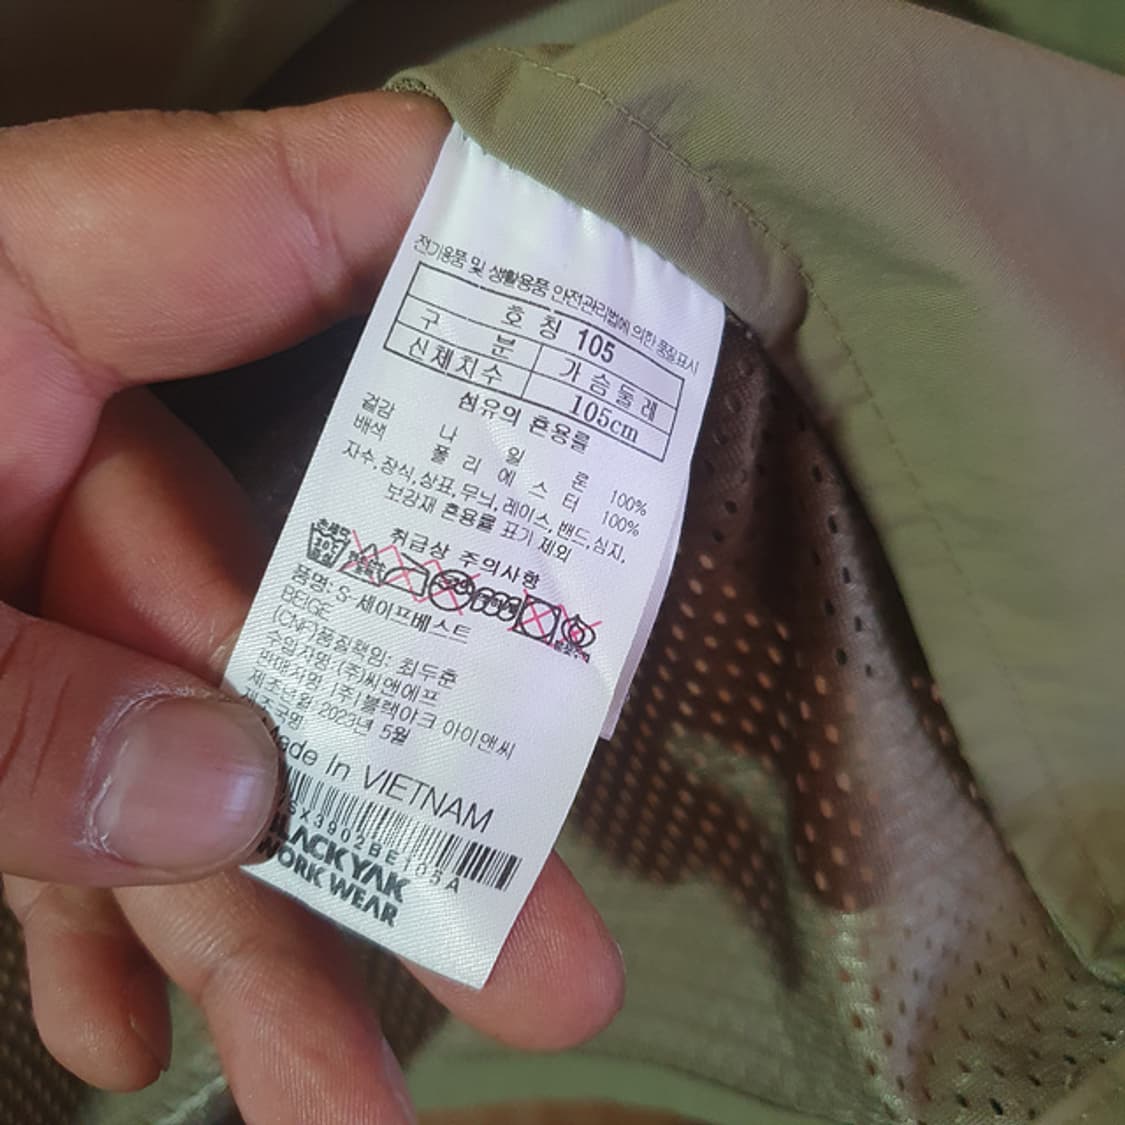 전기용품 및 생활용품 안전관리법에 의한 품질표시
호 칭 105
구 분 가슴둘레
신체치수 105cm
섬유의 혼용률
겉감 나 일 론 100%
배색 폴 리 에 스 터 100%
자수,장식,상표,무늬,레이스,밴드,심지,
보강재 혼용률 표기 제외
취급상 주의사항
품명: S-세이프베스트
BEIGE
(CNF)품질책임: 최두춘
수입자명:(주)씨앤에프
판매자명 (주)블랙야크 아이앤씨
제조년월 2023년 5월
Made in VIETNAM
SX3902BE105A
BLACKYAK
WORK WEAR